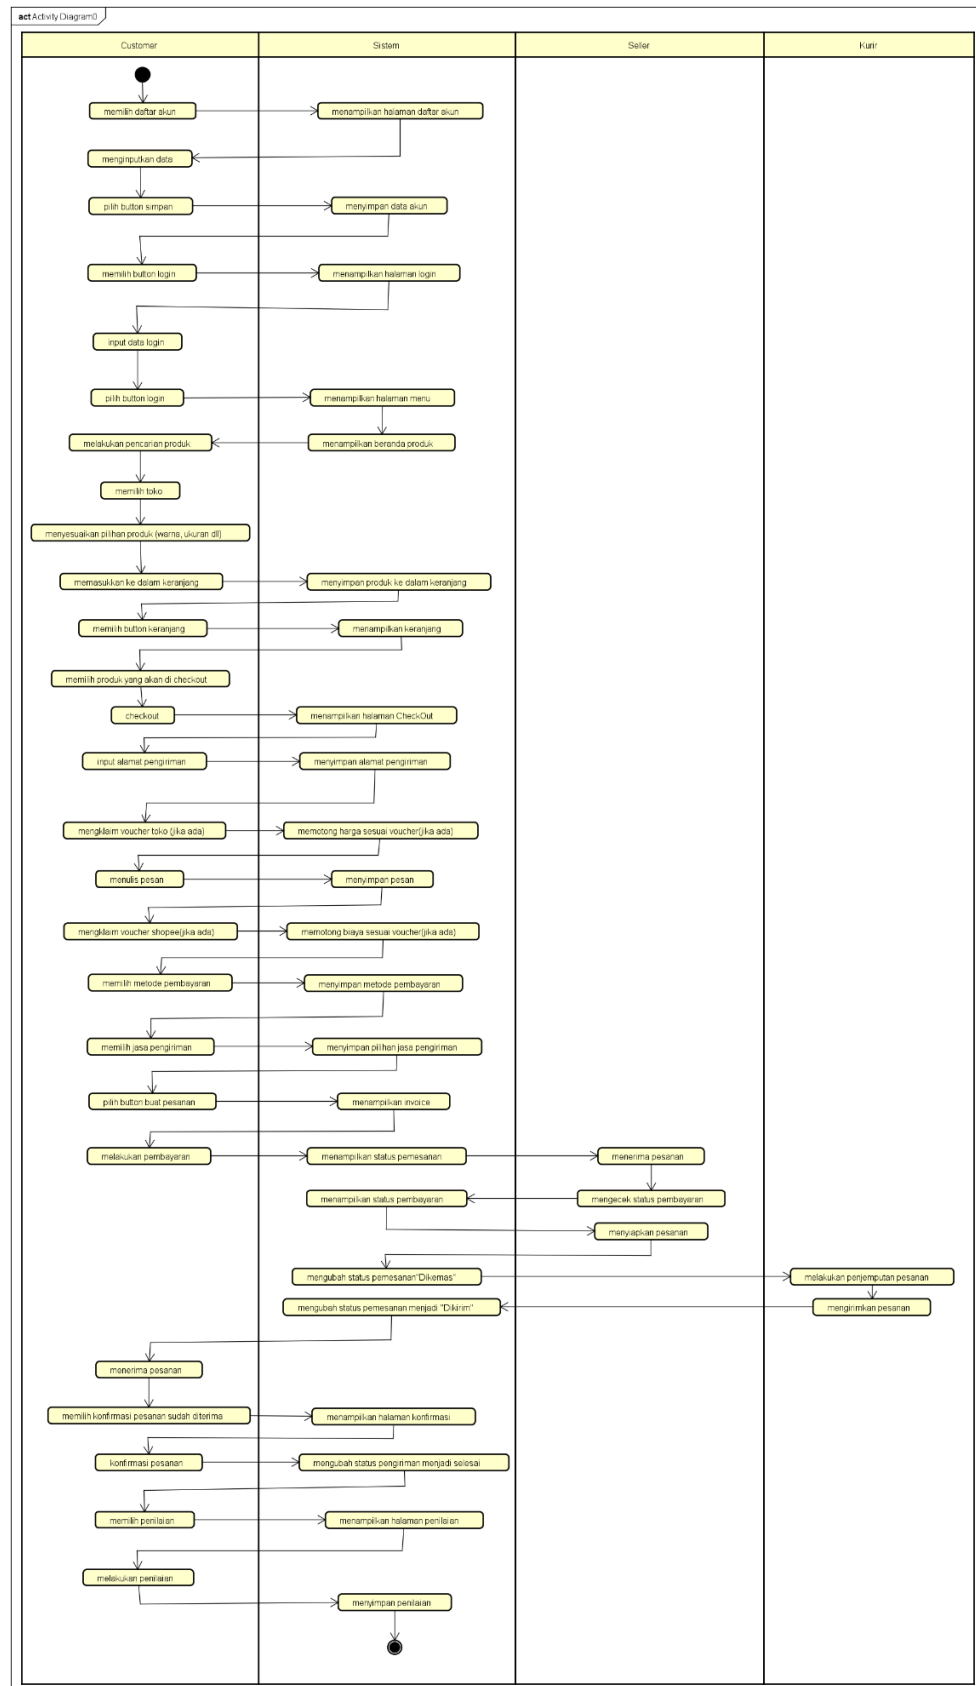 act Activity Diagram0
Customer
Sistem
Seller
Kurir
memilih daftar akun
menampilkan halaman daftar akun
menginputkan data
pilih button simpan
menyimpan data akun
memilih button login
menampilkan halaman login
input data login
pilih button login
menampilkan halaman menu
melakukan pencarian produk
menampilkan beranda produk
memilih toko
menyesuaikan pilihan produk (warna, ukuran dll)
memasukkan ke dalam keranjang
menyimpan produk ke dalam keranjang
memilih button keranjang
menampilkan keranjang
memilih produk yang akan di checkout
checkout
menampilkan halaman CheckOut
input alamat pengiriman
menyimpan alamat pengiriman
mengklaim voucher toko (jika ada)
memotong harga sesuai voucher(jika ada)
menulis pesan
menyimpan pesan
mengklaim voucher shopee(jika ada)
memotong biaya sesuai voucher(jika ada)
memilih metode pembayaran
menyimpan metode pembayaran
memilih jasa pengiriman
menyimpan pilihan jasa pengiriman
pilih button buat pesanan
menampilkan invoice
melakukan pembayaran
menampilkan status pemesanan
menerima pesanan
menampilkan status pembayaran
mengecek status pembayaran
menyiapkan pesanan
mengubah status pemesanan"Dikemas"
melakukan penjemputan pesanan
mengubah status pemesanan menjadi "Dikirim"
mengirimkan pesanan
menerima pesanan
memilih konfirmasi pesanan sudah diterima
menampilkan halaman konfirmasi
konfirmasi pesanan
mengubah status pengiriman menjadi selesai
memilih penilaian
menampilkan halaman penilaian
melakukan penilaian
menyimpan penilaian